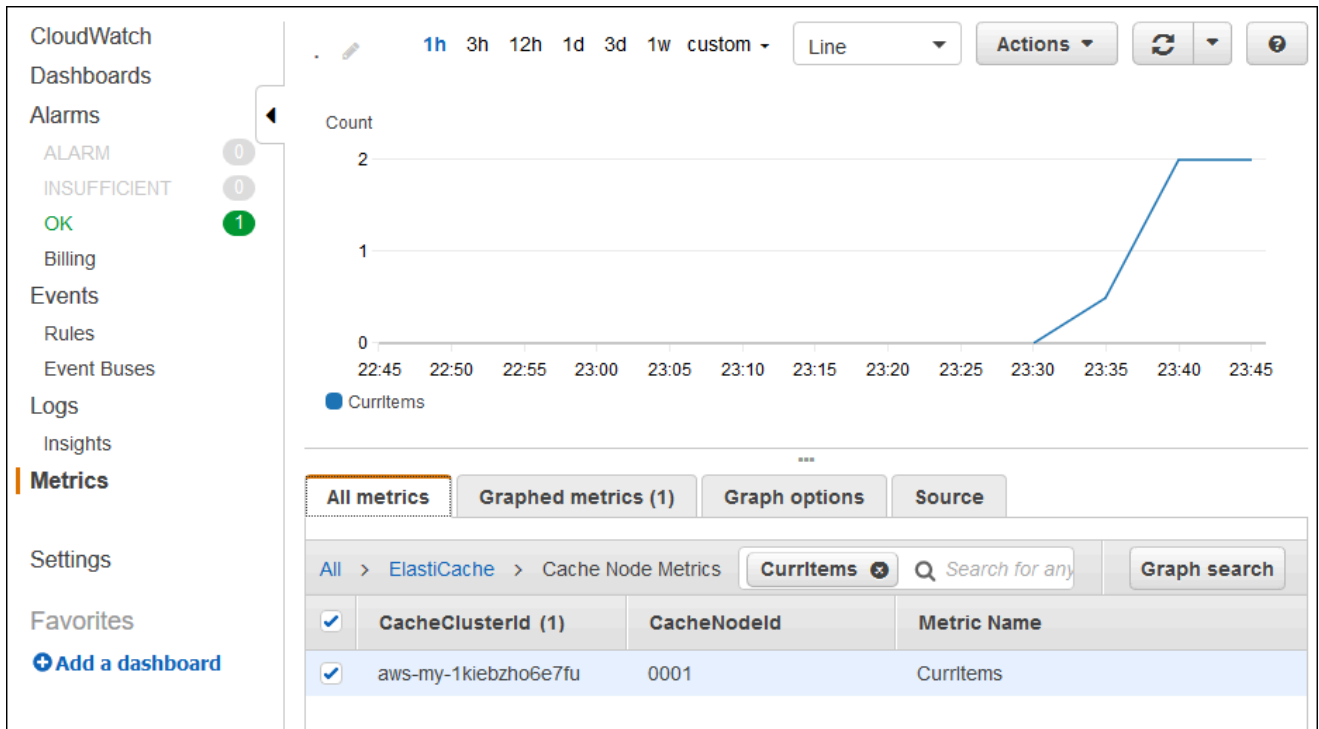 CloudWatch
Dashboards
Alarms
ALARM 0
INSUFFICIENT 0
OK 1
Billing
Events
Rules
Event Buses
Logs
Insights
Metrics
Settings
Favorites
Add a dashboard
. 1h 3h 12h 1d 3d 1w custom Line Actions
Count
2
1
0
22:45 22:50 22:55 23:00 23:05 23:10 23:15 23:20 23:25 23:30 23:35 23:40 23:45
CurrItems
All metrics Graphed metrics (1) Graph options Source
All > ElastiCache > Cache Node Metrics CurrItems Search for any Graph search
CacheClusterId (1) CacheNodeId Metric Name
aws-my-1kiebzho6e7fu 0001 CurrItems